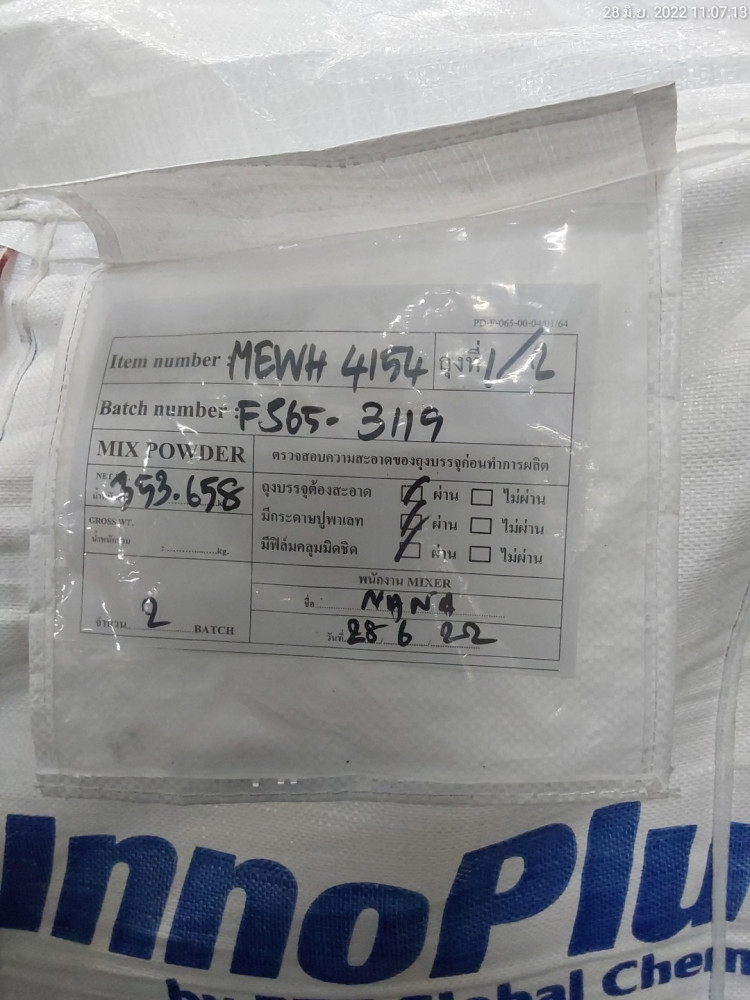 28 มิ.ย. 2022 11:07:13
PD-F-065-00-04/01/64
Item number : MEWH 4154 ถุงที่ 1/2
Batch number : FS65-3119
MIX POWDER ตรวจสอบความสะอาดของถุงบรรจุก่อนทำการผลิต
353.658
ถุงบรรจุต้องสะอาด ผ่าน ไม่ผ่าน
มีกระดาษปูพาเลท ผ่าน ไม่ผ่าน
มีฟิล์มคลุมมิดชิด ผ่าน ไม่ผ่าน
GROSS WT.
น้ำหนักรวม : ............kg.
พนักงาน MIXER
ชื่อ NANA
จำนวน 2 BATCH
วันที่ 28/6/22
InnoPlu
by Global Chem